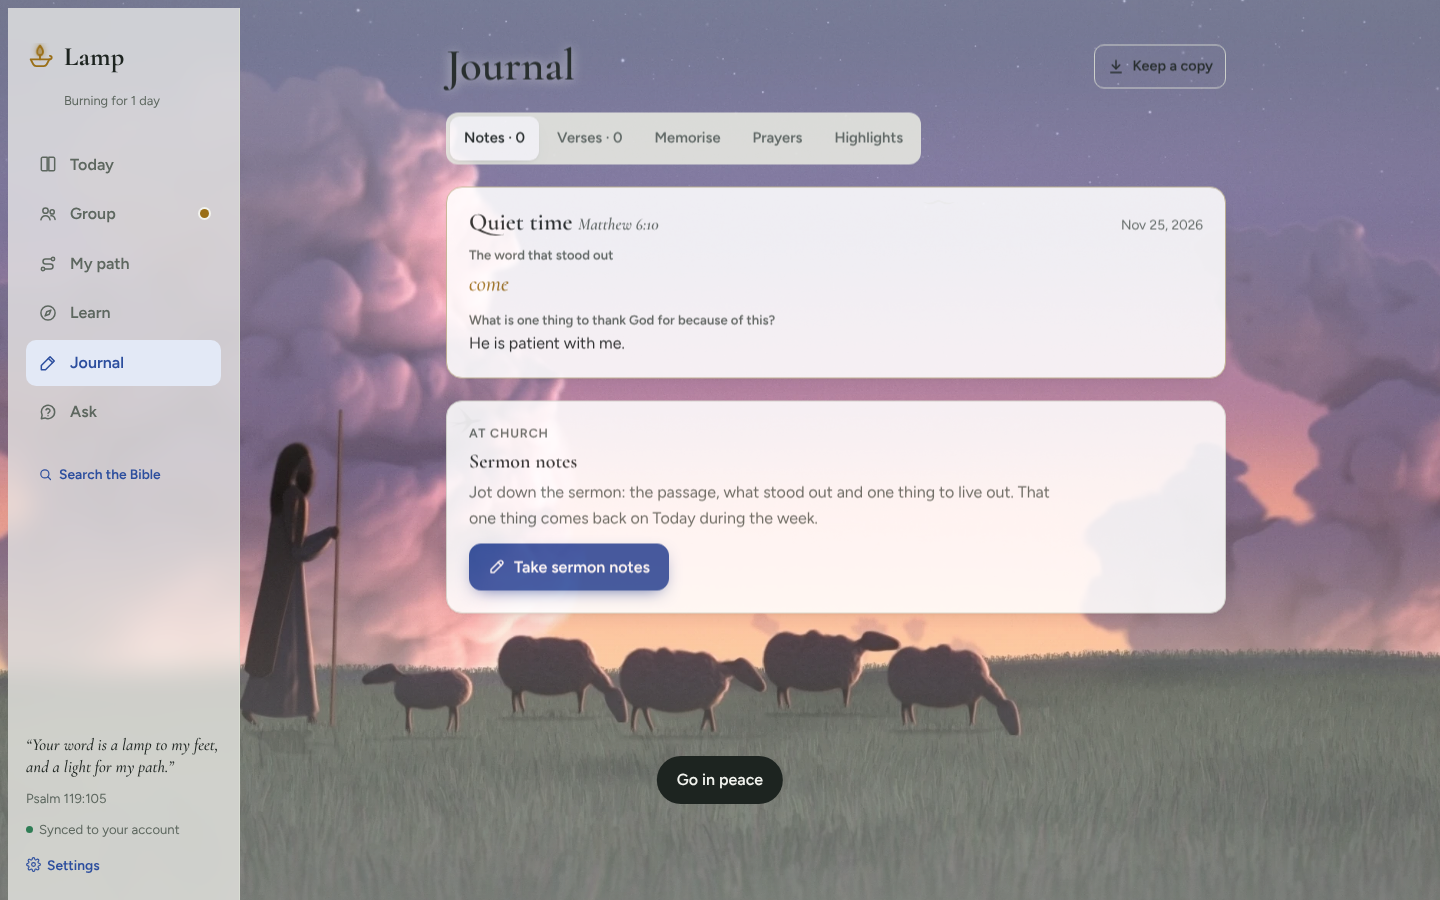 Lamp
Burning for 1 day
Today
Group
My path
Learn
Journal
Ask
Search the Bible
“Your word is a lamp to my feet,
and a light for my path.”
Psalm 119:105
Synced to your account
Settings
Journal
Keep a copy
Notes · 0
Verses · 0
Memorise
Prayers
Highlights
Quiet time Matthew 6:10
Nov 25, 2026
The word that stood out
come
What is one thing to thank God for because of this?
He is patient with me.
AT CHURCH
Sermon notes
Jot down the sermon: the passage, what stood out and one thing to live out. That
one thing comes back on Today during the week.
Take sermon notes
Go in peace